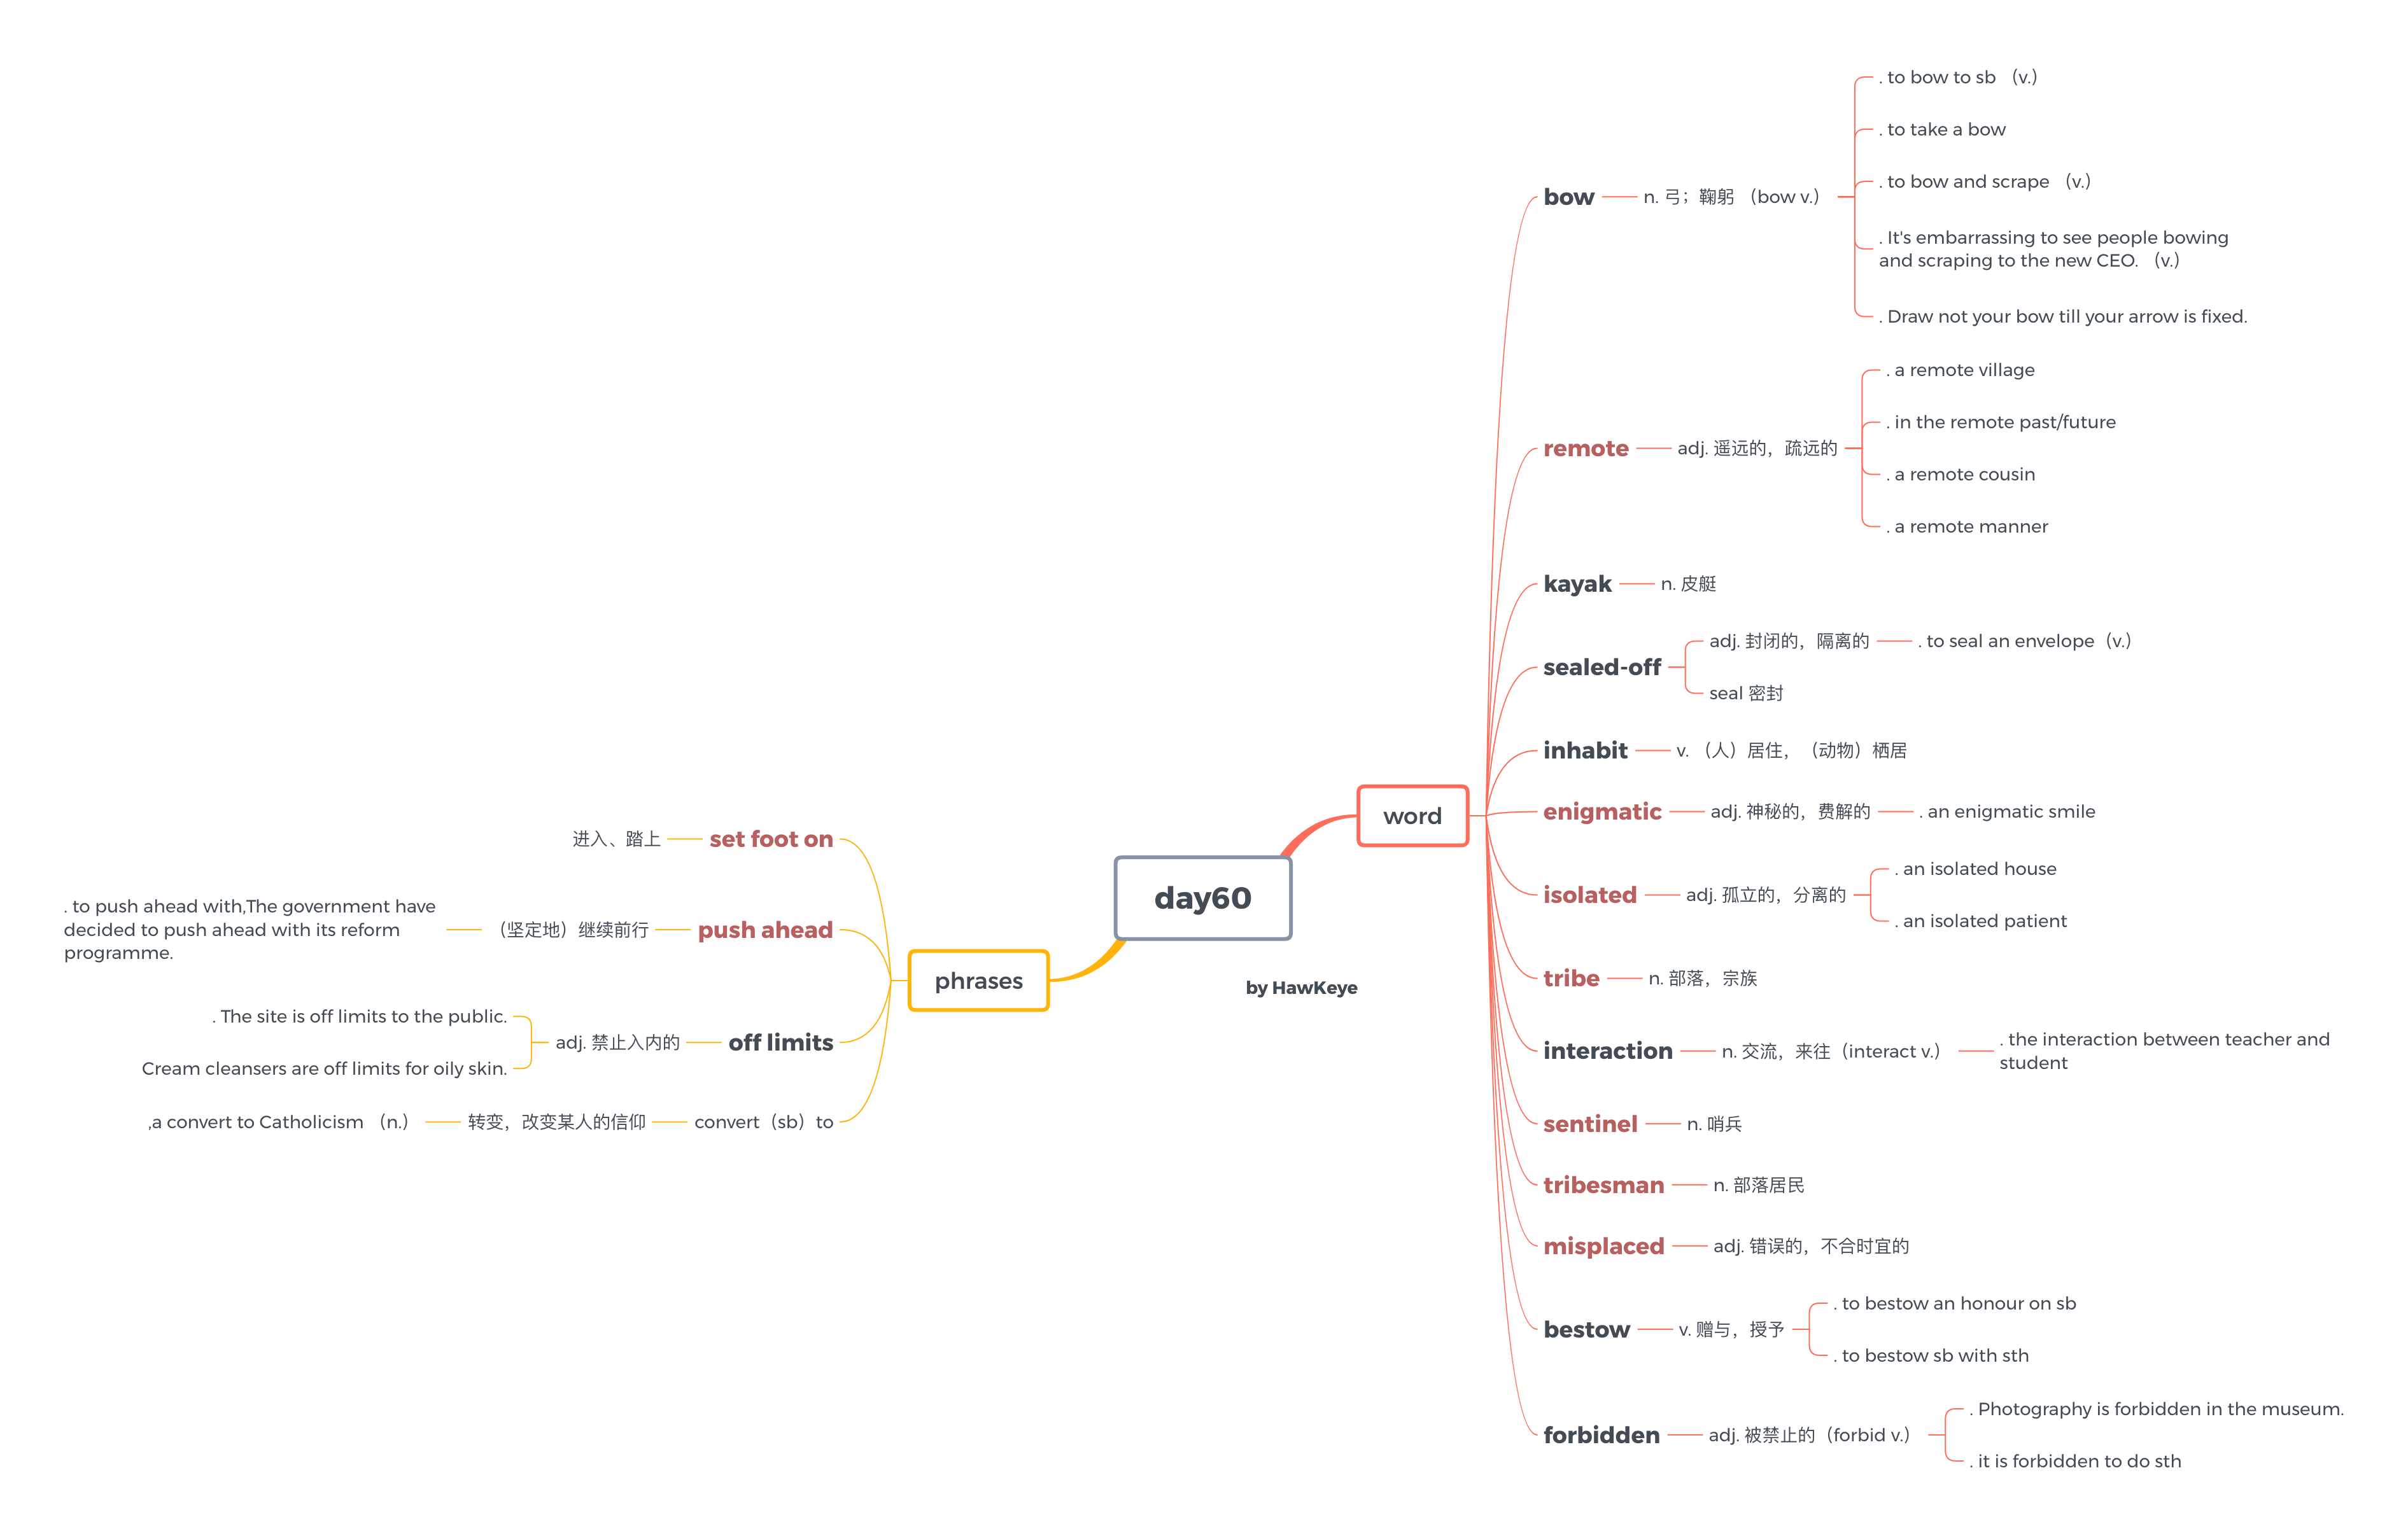 day60
by HawKeye
word
bow
n. 弓；鞠躬 （bow v.）
. to bow to sb （v.）
. to take a bow
. to bow and scrape （v.）
. It's embarrassing to see people bowing
and scraping to the new CEO. （v.）
. Draw not your bow till your arrow is fixed.
remote
adj. 遥远的，疏远的
. a remote village
. in the remote past/future
. a remote cousin
. a remote manner
kayak
n. 皮艇
sealed-off
adj. 封闭的，隔离的
. to seal an envelope（v.）
seal 密封
inhabit
v. （人）居住，（动物）栖居
enigmatic
adj. 神秘的，费解的
. an enigmatic smile
isolated
adj. 孤立的，分离的
. an isolated house
. an isolated patient
tribe
n. 部落，宗族
interaction
n. 交流，来往（interact v.）
. the interaction between teacher and
student
sentinel
n. 哨兵
tribesman
n. 部落居民
misplaced
adj. 错误的，不合时宜的
bestow
v. 赠与，授予
. to bestow an honour on sb
. to bestow sb with sth
forbidden
adj. 被禁止的（forbid v.）
. Photography is forbidden in the museum.
. it is forbidden to do sth
phrases
set foot on
进入、踏上
push ahead
（坚定地）继续前行
. to push ahead with,The government have
decided to push ahead with its reform
programme.
off limits
adj. 禁止入内的
. The site is off limits to the public.
Cream cleansers are off limits for oily skin.
convert（sb）to
转变，改变某人的信仰
,a convert to Catholicism （n.）